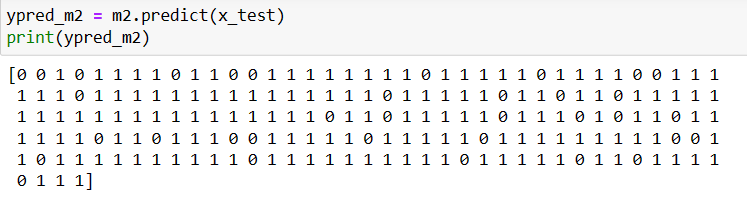 ypred_m2 = m2.predict(x_test)
print(ypred_m2)
[0 0 1 0 1 1 1 1 0 1 1 0 0 1 1 1 1 1 1 1 1 0 1 1 1 1 1 0 1 1 1 1 0 0 1 1 1
1 1 1 0 1 1 1 1 1 1 1 1 1 1 1 1 1 1 1 0 1 1 1 1 1 0 1 1 0 1 1 0 1 1 1 1 1
1 1 1 1 1 1 1 1 1 1 1 1 1 1 1 1 0 1 1 0 1 1 1 1 1 1 0 1 1 1 0 1 0 1 1 0 1 1
1 1 1 1 0 1 1 0 1 1 1 0 0 1 1 1 1 1 0 1 1 1 1 1 0 1 1 1 1 1 1 1 1 1 0 0 1
1 0 1 1 1 1 1 1 1 1 1 1 0 1 1 1 1 1 1 1 1 1 1 0 1 1 1 1 1 0 1 1 0 1 1 1 1
0 1 1 1]